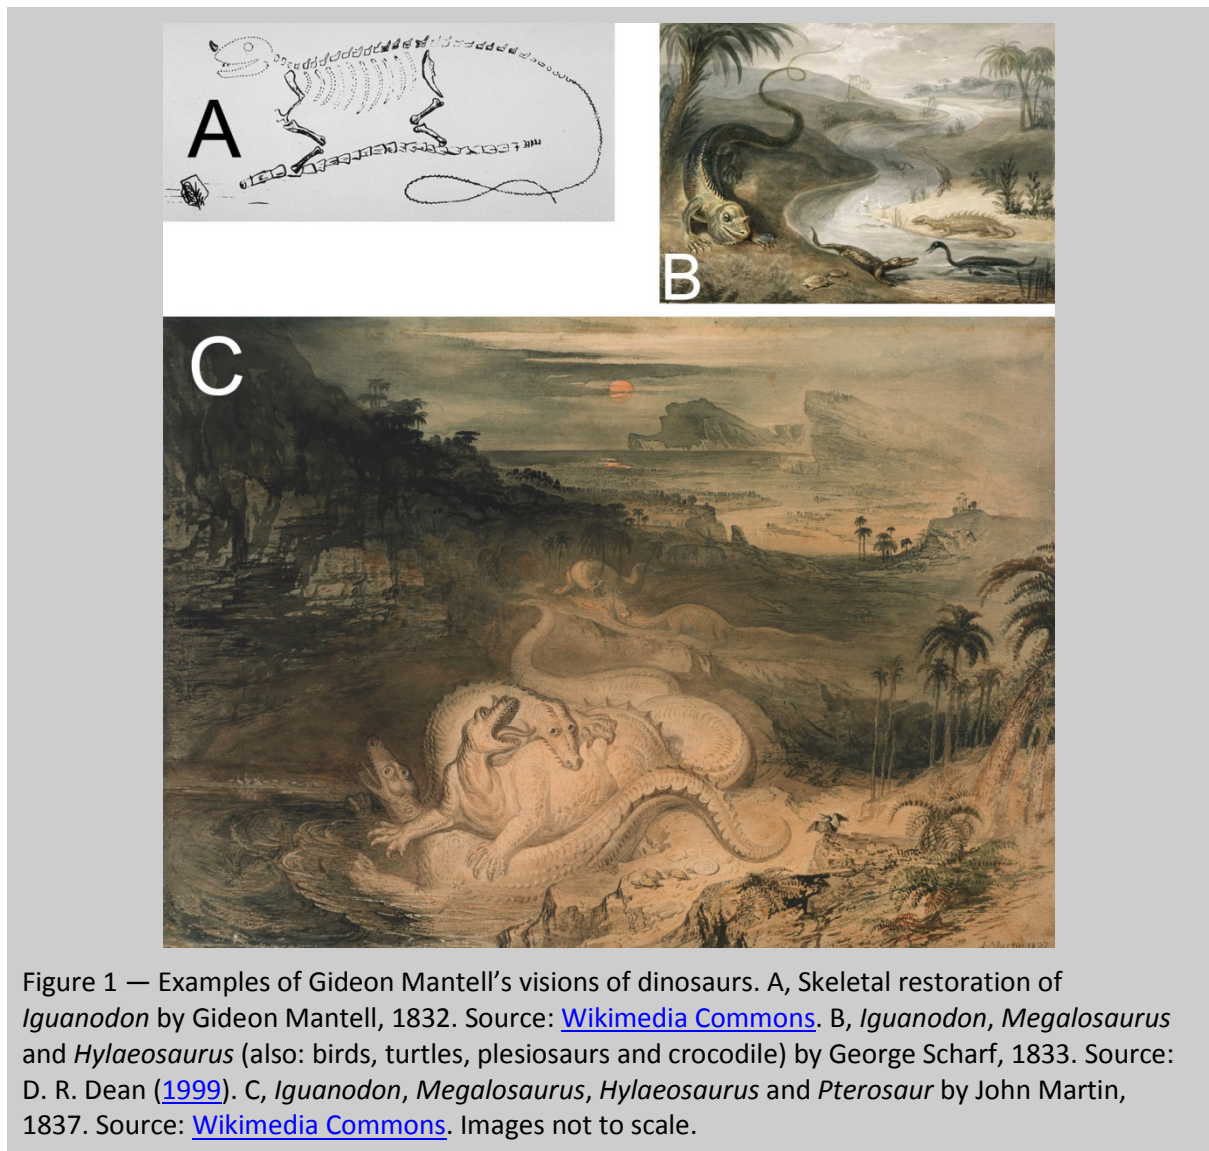 A
B
C
Figure 1 — Examples of Gideon Mantell’s visions of dinosaurs. A, Skeletal restoration of
Iguanodon by Gideon Mantell, 1832. Source: Wikimedia Commons. B, Iguanodon, Megalosaurus
and Hylaeosaurus (also: birds, turtles, plesiosaurs and crocodile) by George Scharf, 1833. Source:
D. R. Dean (1999). C, Iguanodon, Megalosaurus, Hylaeosaurus and Pterosaur by John Martin,
1837. Source: Wikimedia Commons. Images not to scale.